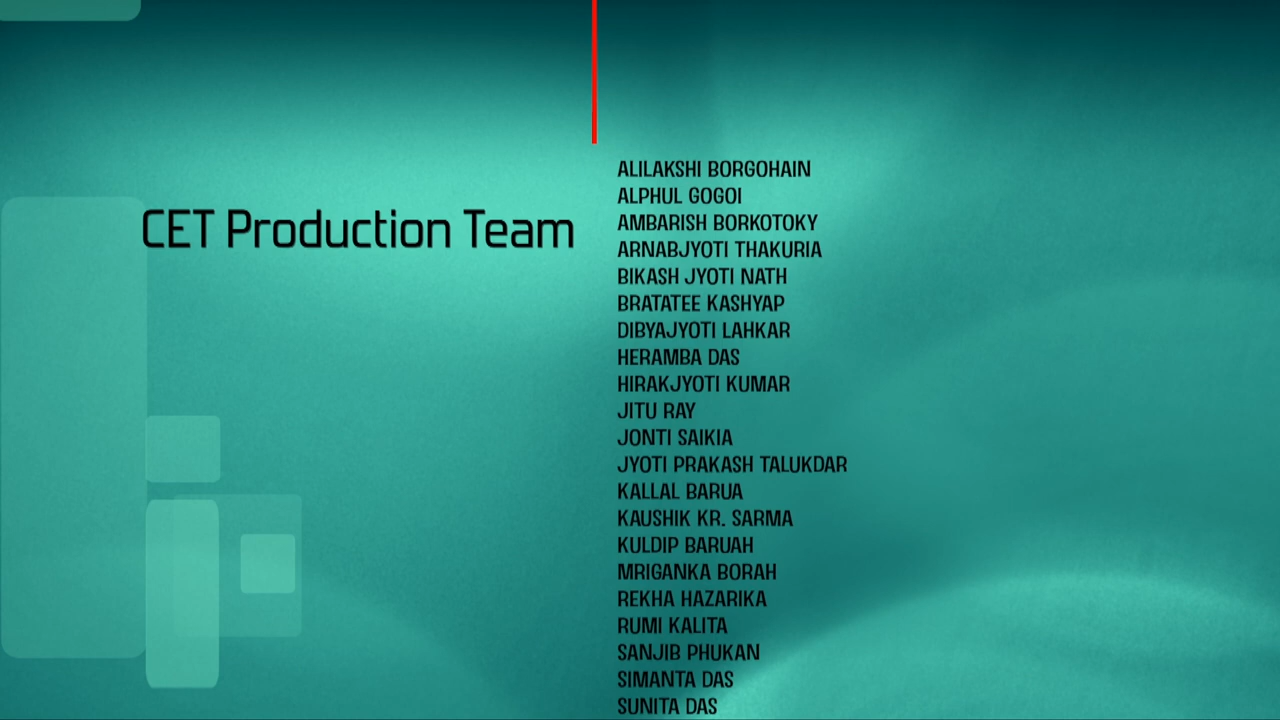 CET Production Team
ALILAKSHI BORGOHAIN
ALPHUL GOGOI
AMBARISH BORKOTOKY
ARNABJYOTI THAKURIA
BIKASH JYOTI NATH
BRATATEE KASHYAP
DIBYAJYOTI LAHKAR
HERAMBA DAS
HIRAKJYOTI KUMAR
JITU RAY
JONTI SAIKIA
JYOTI PRAKASH TALUKDAR
KALLAL BARUA
KAUSHIK KR. SARMA
KULDIP BARUAH
MRIGANKA BORAH
REKHA HAZARIKA
RUMI KALITA
SANJIB PHUKAN
SIMANTA DAS
SUNITA DAS